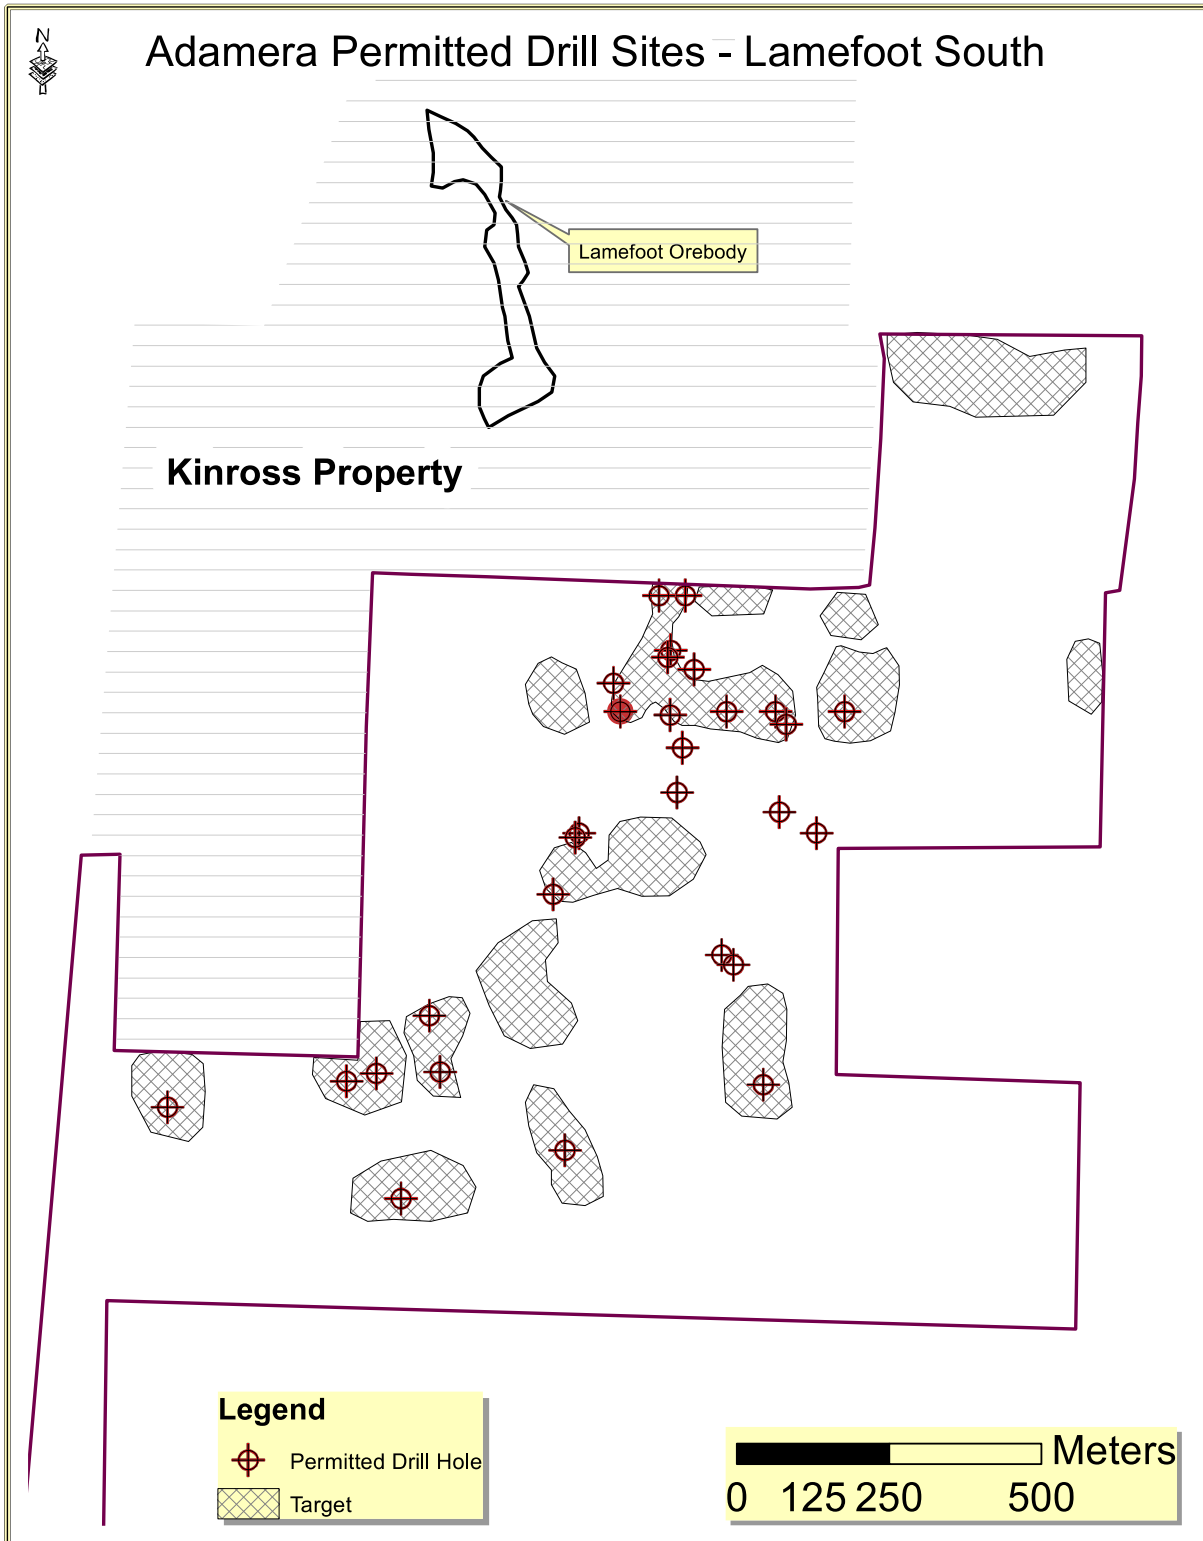 N
Adamera Permitted Drill Sites - Lamefoot South
Lamefoot Orebody
Kinross Property
Legend
Permitted Drill Hole
Target
Meters
0 125 250 500